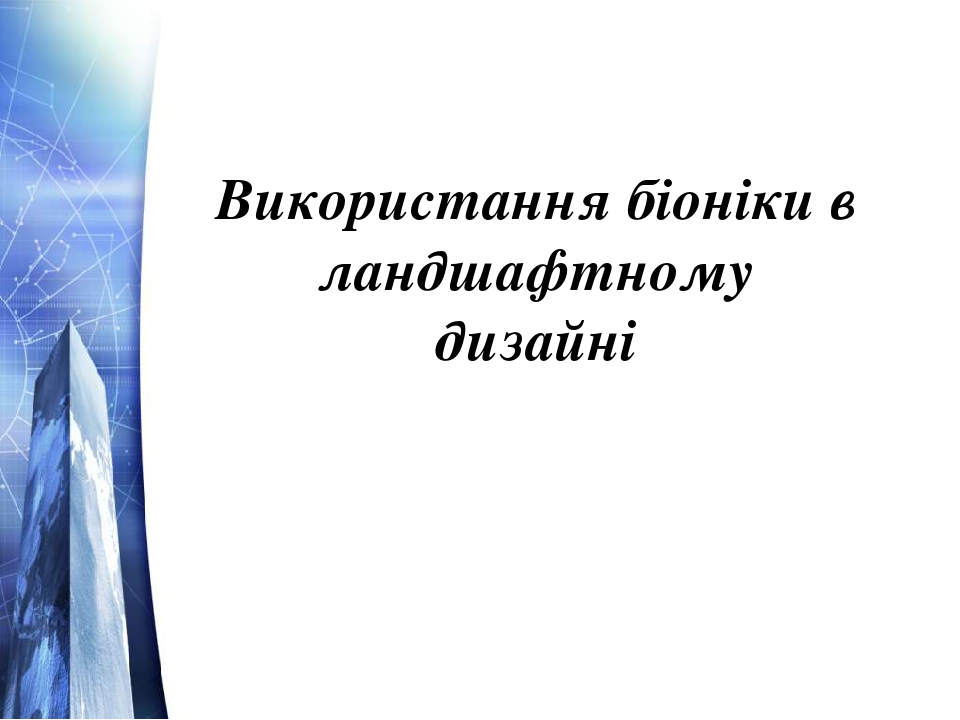 Використання біоніки в
ландшафтному
дизайні